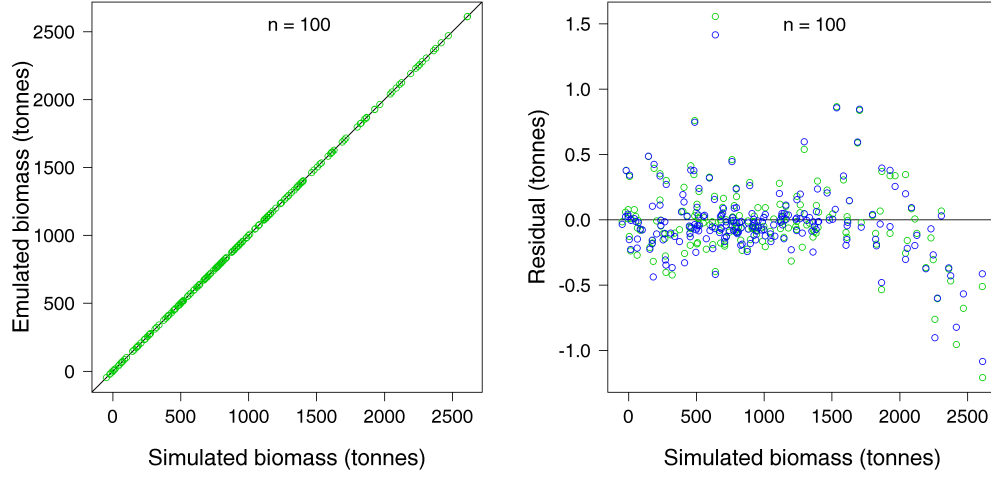 n = 100
Emulated biomass (tonnes)
2500
2000
1500
1000
500
0
0 500 1000 1500 2000 2500
Simulated biomass (tonnes)
n = 100
Residual (tonnes)
1.5
1.0
0.5
0.0
-0.5
-1.0
0 500 1000 1500 2000 2500
Simulated biomass (tonnes)